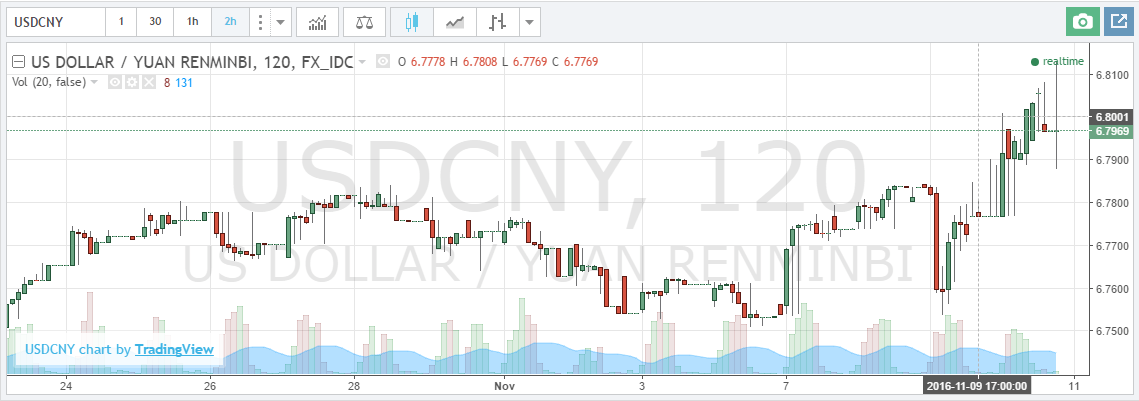 USDCNY 1 30 1h 2h
US DOLLAR / YUAN RENMINBI, 120, FX_IDC O 6.7778 H 6.7808 L 6.7769 C 6.7769
realtime
Vol (20, false) 8 131
6.8100
6.8001
6.7969
6.7900
USDCNY, 120
6.7800
6.7700
US DOLLAR / YUAN RENMINBI
6.7600
6.7500
USDCNY chart by TradingView
24 26 28 Nov 3 7 2016-11-09 17:00:00 11